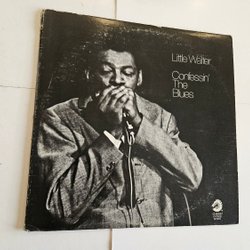 Little Walter
Confessin'
The
Blues